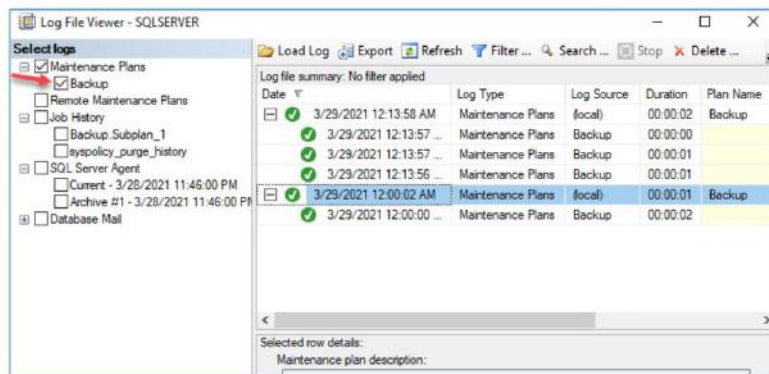 Log File Viewer - SQLSERVER
Select logs
Maintenance Plans
Backup
Remote Maintenance Plans
Job History
Backup.Subplan_1
syspolicy_purge_history
SQL Server Agent
Current - 3/28/2021 11:46:00 PM
Archive #1 - 3/28/2021 11:46:00 PM
Database Mail
Load Log Export Refresh Filter ... Search ... Stop Delete ...
Log file summary: No filter applied
Date Log Type Log Source Duration Plan Name
3/29/2021 12:13:58 AM Maintenance Plans (local) 00:00:02 Backup
3/29/2021 12:13:57 ... Maintenance Plans Backup 00:00:00
3/29/2021 12:13:57 ... Maintenance Plans Backup 00:00:01
3/29/2021 12:13:56 ... Maintenance Plans Backup 00:00:01
3/29/2021 12:00:02 AM Maintenance Plans (local) 00:00:01 Backup
3/29/2021 12:00:00 ... Maintenance Plans Backup 00:00:02
Selected row details:
Maintenance plan description: